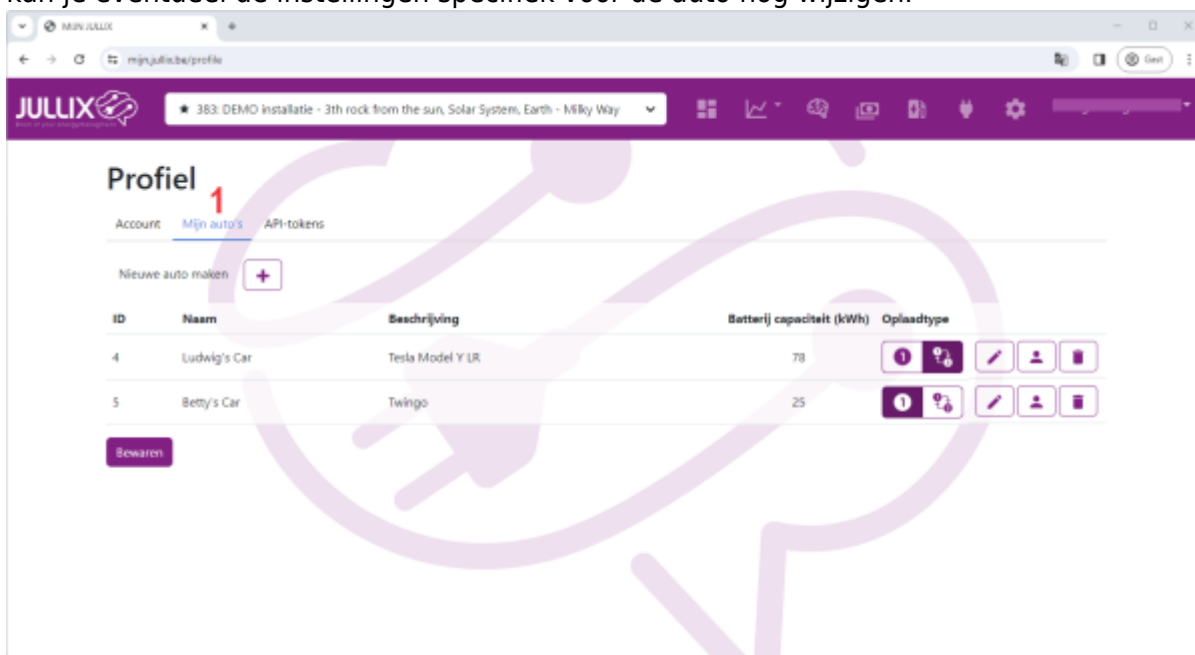 kan je eventueel de instellingen specifiek voor de auto nog wijzigen.
MIJN JULLIX
mijn.jullix.be/profile
Gast
JULLIX
383: DEMO installatie - 3th rock from the sun, Solar System, Earth - Milky Way
Profiel
1
Account Mijn auto's API-tokens
Nieuwe auto maken +
ID Naam Beschrijving Batterij capaciteit (kWh) Oplaadtype
4 Ludwig's Car Tesla Model Y LR 78 1
5 Betty's Car Twingo 25 1
Bewaren